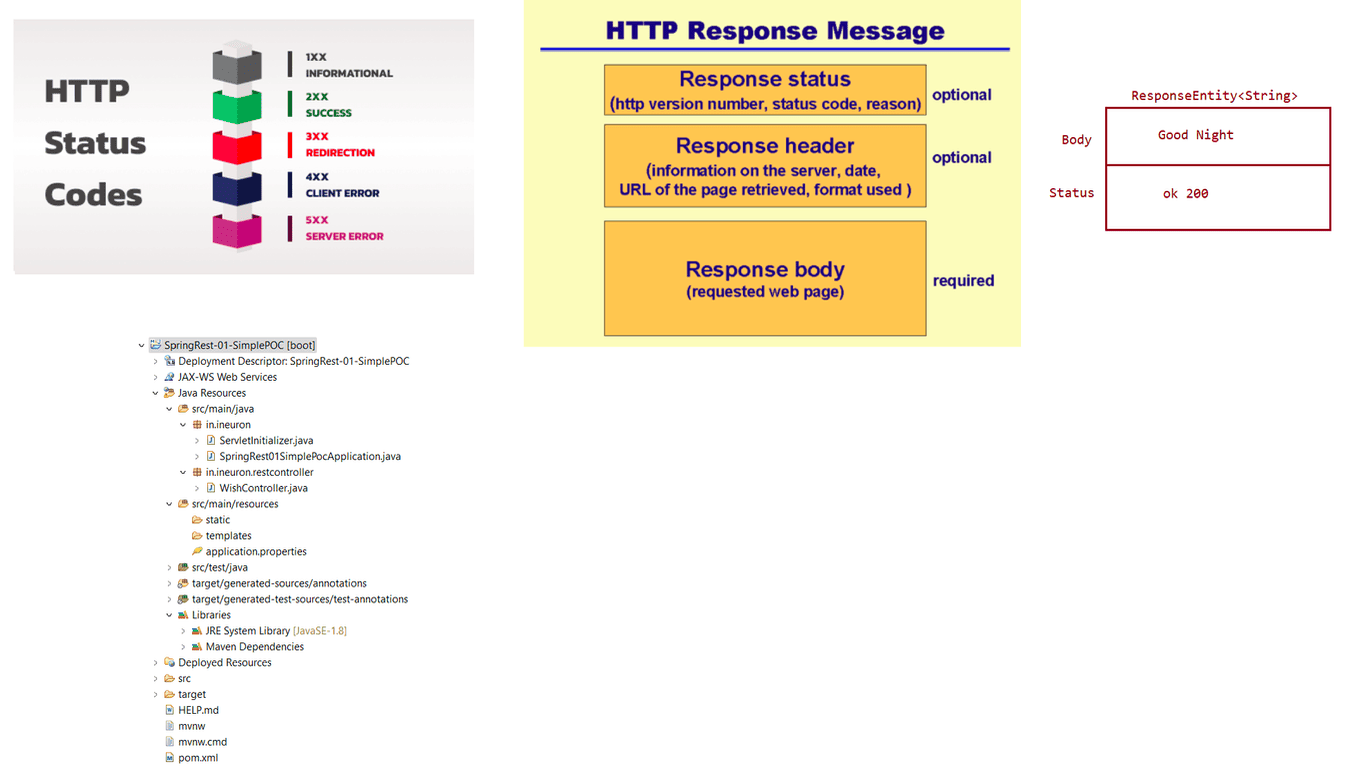 HTTP
Status
Codes
1XX
INFORMATIONAL
2XX
SUCCESS
3XX
REDIRECTION
4XX
CLIENT ERROR
5XX
SERVER ERROR
HTTP Response Message
Response status
(http version number, status code, reason)
optional
Response header
(information on the server, date,
URL of the page retrieved, format used )
optional
Response body
(requested web page)
required
ResponseEntity<String>
Body
Good Night
Status
ok 200
SpringRest-01-SimplePOC [boot]
Deployment Descriptor: SpringRest-01-SimplePOC
JAX-WS Web Services
Java Resources
src/main/java
in.ineuron
ServletInitializer.java
SpringRest01SimplePocApplication.java
in.ineuron.restcontroller
WishController.java
src/main/resources
static
templates
application.properties
src/test/java
target/generated-sources/annotations
target/generated-test-sources/test-annotations
Libraries
JRE System Library [JavaSE-1.8]
Maven Dependencies
Deployed Resources
src
target
HELP.md
mvnw
mvnw.cmd
pom.xml